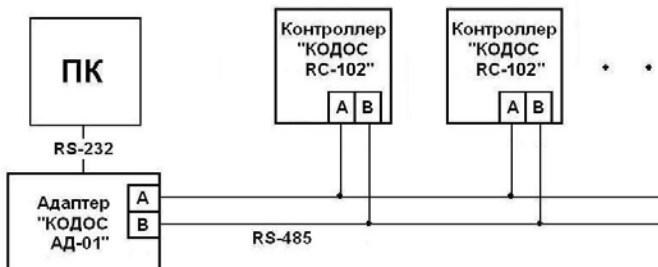 ПК
RS-232
Адаптер
"КОДОС
АД-01"
A
B
RS-485
Контроллер
"КОДОС
RC-102"
A B
Контроллер
"КОДОС
RC-102"
A B